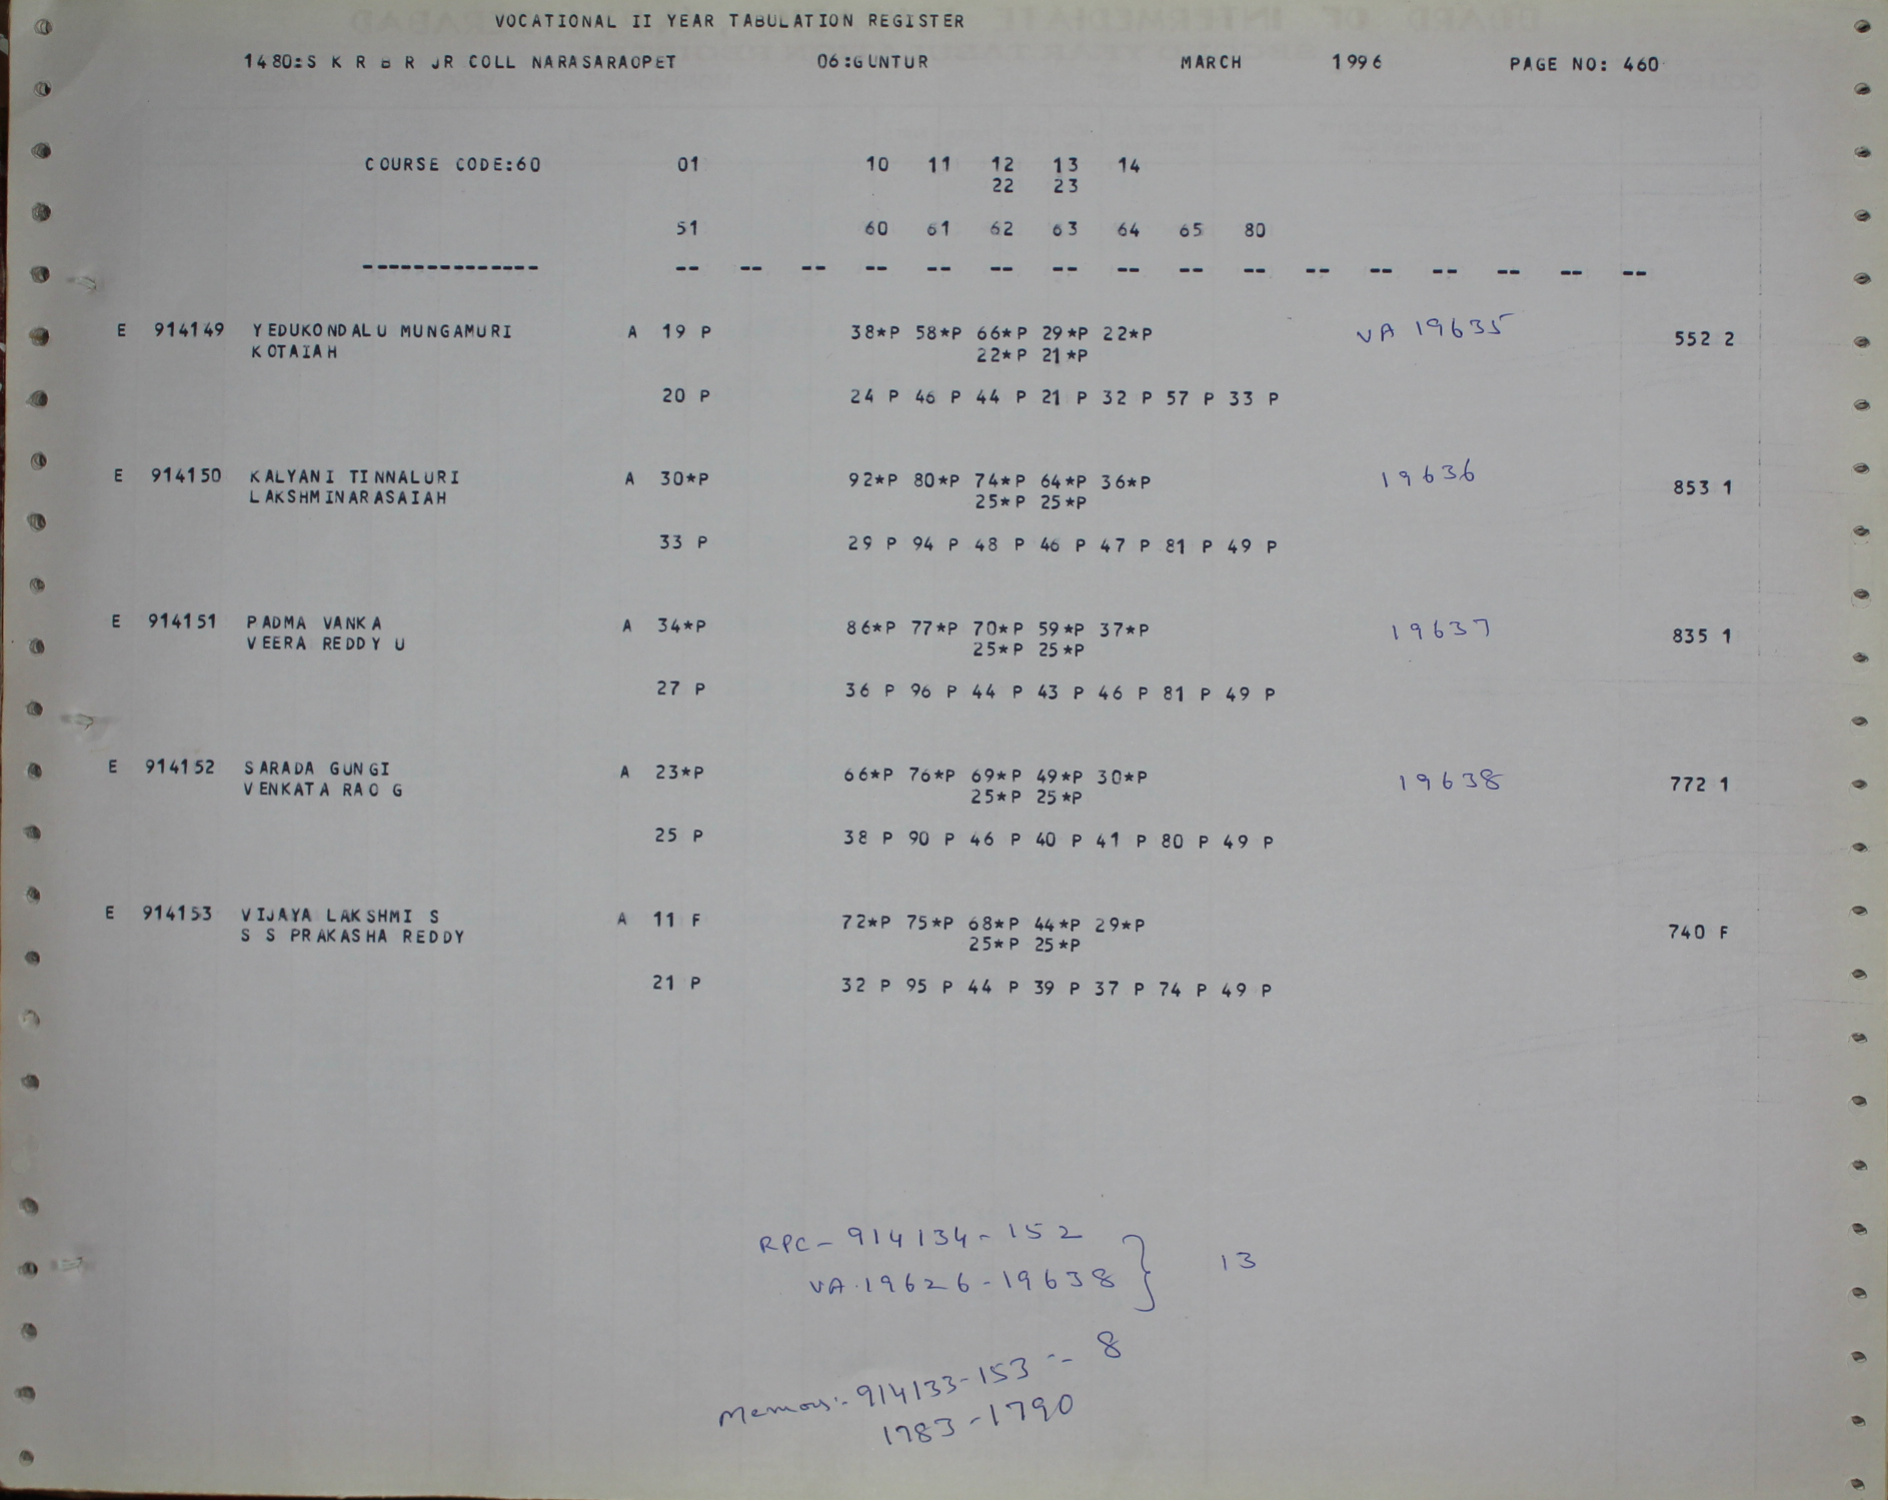 VOCATIONAL II YEAR TABULATION REGISTER
1480:S K R B R JR COLL NARASARAOPET 06:GUNTUR MARCH 1996 PAGE NO: 460
COURSE CODE:60 01 10 11 12 13 14
22 23
51 60 61 62 63 64 65 80
-------------- -- -- -- -- -- -- -- -- -- -- -- -- -- -- -- --
E 914149 YEDUKONDALU MUNGAMURI A 19 P 38*P 58*P 66*P 29*P 22*P VA 19635 552 2
KOTAIAH 22*P 21*P
20 P 24 P 46 P 44 P 21 P 32 P 57 P 33 P
E 914150 KALYANI TINNALURI A 30*P 92*P 80*P 74*P 64*P 36*P 19636 853 1
LAKSHMINARASAIAH 25*P 25*P
33 P 29 P 94 P 48 P 46 P 47 P 81 P 49 P
E 914151 PADMA VANKA A 34*P 86*P 77*P 70*P 59*P 37*P 19637 835 1
VEERA REDDY U 25*P 25*P
27 P 36 P 96 P 44 P 43 P 46 P 81 P 49 P
E 914152 SARADA GUNGI A 23*P 66*P 76*P 69*P 49*P 30*P 19638 772 1
VENKATA RAO G 25*P 25*P
25 P 38 P 90 P 46 P 40 P 41 P 80 P 49 P
E 914153 VIJAYA LAKSHMI S A 11 F 72*P 75*P 68*P 44*P 29*P 740 F
S S PRAKASHA REDDY 25*P 25*P
21 P 32 P 95 P 44 P 39 P 37 P 74 P 49 P
RPC - 914134 - 152
VA. 19626 - 19638 } 13
Memos:- 914133-153 -- 8
1783 - 1790